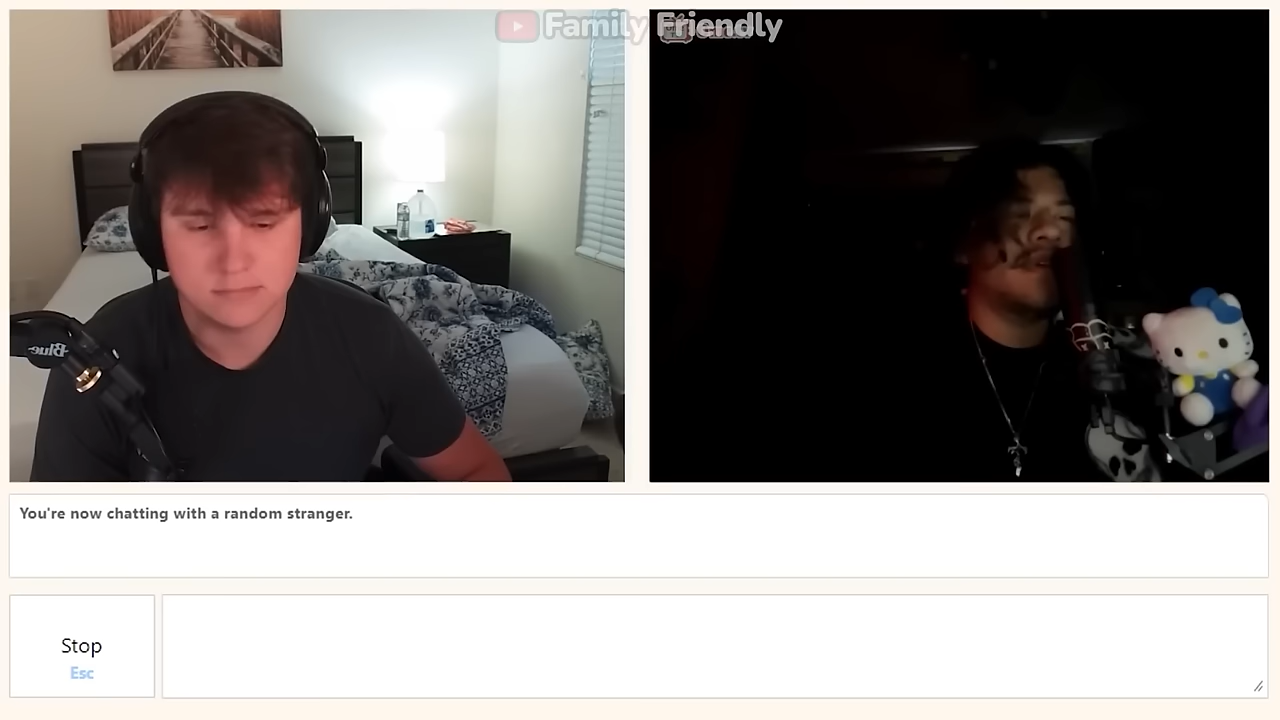 Family Friendly
You're now chatting with a random stranger.
Stop
Esc